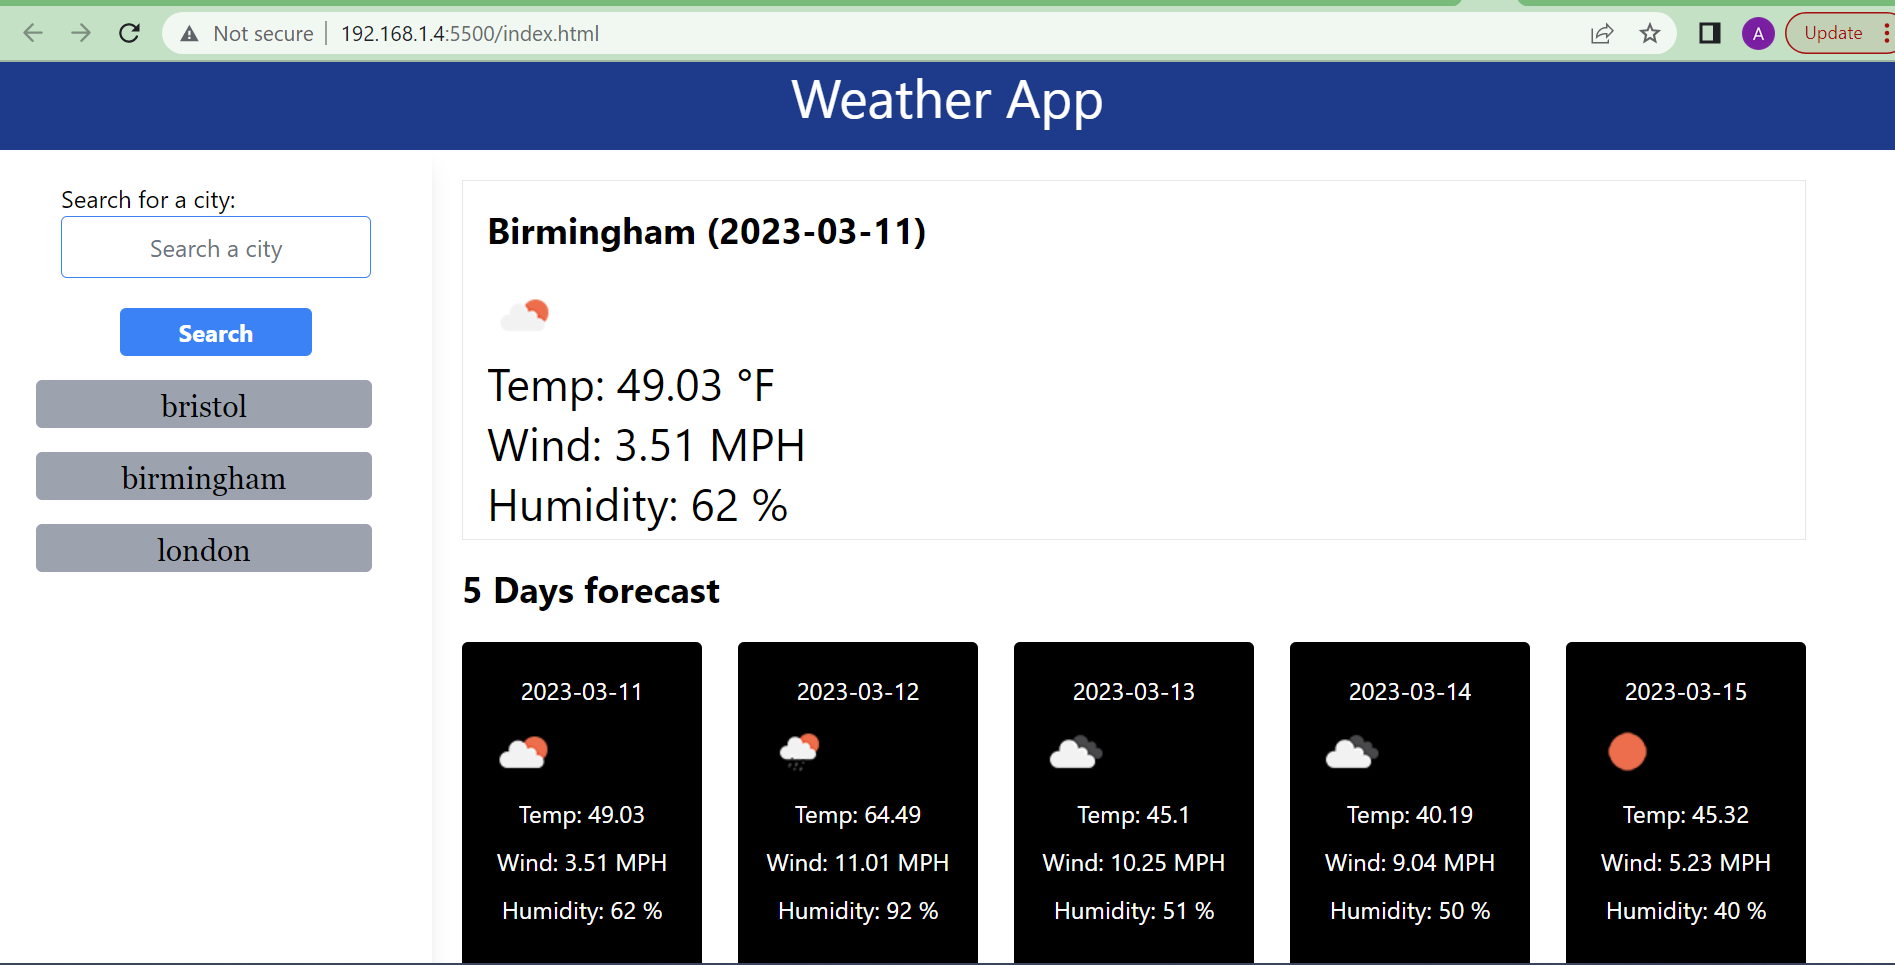 Not secure 192.168.1.4:5500/index.html
A
Update
Weather App
Search for a city:
Search a city
Search
bristol
birmingham
london
Birmingham (2023-03-11)
Temp: 49.03 °F
Wind: 3.51 MPH
Humidity: 62 %
5 Days forecast
2023-03-11
Temp: 49.03
Wind: 3.51 MPH
Humidity: 62 %
2023-03-12
Temp: 64.49
Wind: 11.01 MPH
Humidity: 92 %
2023-03-13
Temp: 45.1
Wind: 10.25 MPH
Humidity: 51 %
2023-03-14
Temp: 40.19
Wind: 9.04 MPH
Humidity: 50 %
2023-03-15
Temp: 45.32
Wind: 5.23 MPH
Humidity: 40 %